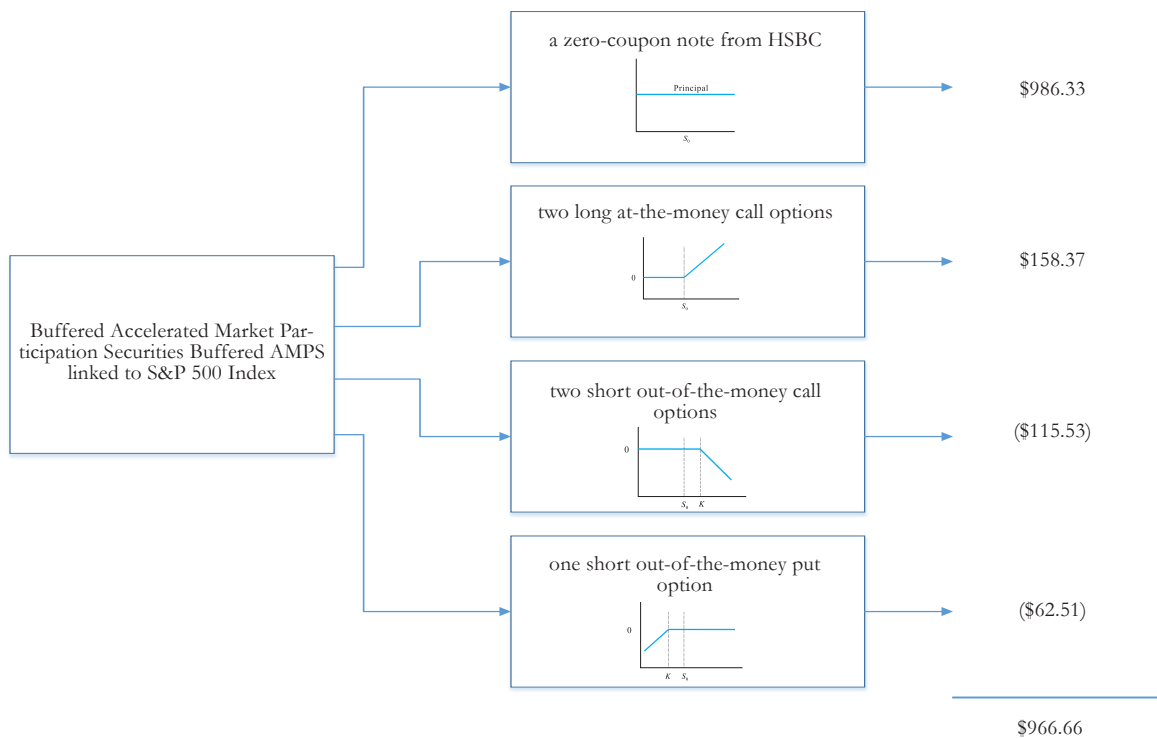 a zero-coupon note from HSBC
Principal
S₀
$986.33
two long at-the-money call options
0
S₀
$158.37
Buffered Accelerated Market Par-
ticipation Securities Buffered AMPS
linked to S&P 500 Index
two short out-of-the-money call
options
0
S₀ K
($115.53)
one short out-of-the-money put
option
0
K S₀
($62.51)
$966.66